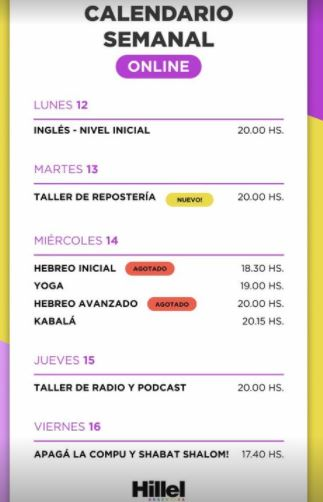 CALENDARIO
SEMANAL
ONLINE
LUNES 12
INGLÉS - NIVEL INICIAL 20.00 HS.
MARTES 13
TALLER DE REPOSTERÍA NUEVO! 20.00 HS.
MIÉRCOLES 14
HEBREO INICIAL AGOTADO 18.30 HS.
YOGA 19.00 HS.
HEBREO AVANZADO AGOTADO 20.00 HS.
KABALÁ 20.15 HS.
JUEVES 15
TALLER DE RADIO Y PODCAST 20.00 HS.
VIERNES 16
APAGÁ LA COMPU Y SHABAT SHALOM! 17.40 HS.
Hillel